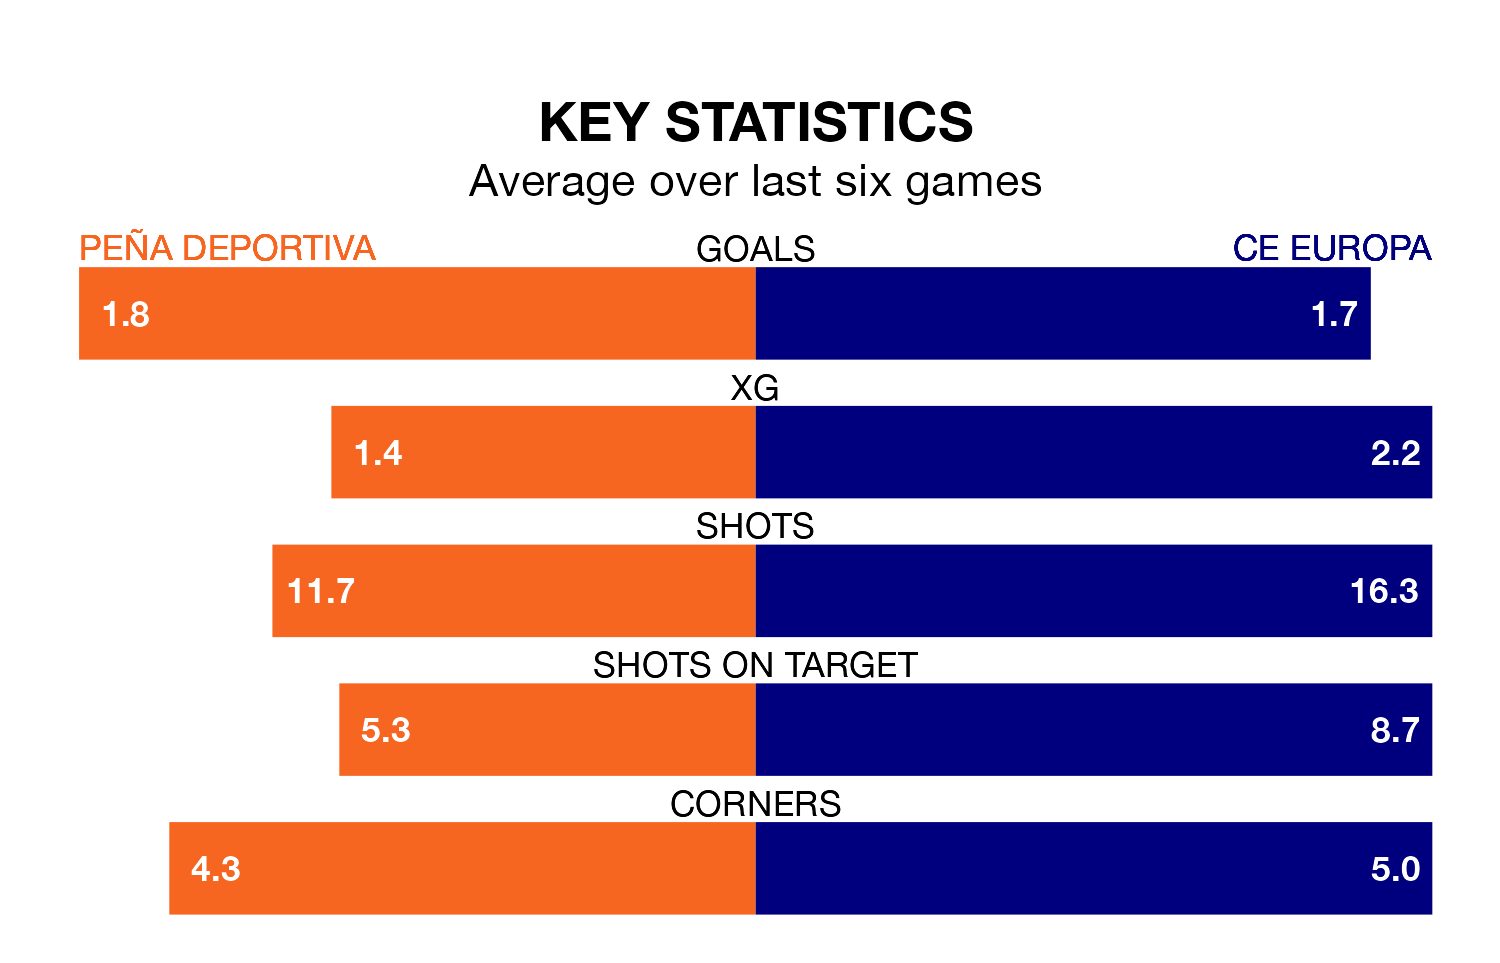 KEY STATISTICS
Average over last six games
PEÑA DEPORTIVA GOALS CE EUROPA
1.8 1.7
XG
1.4 2.2
SHOTS
11.7 16.3
SHOTS ON TARGET
5.3 8.7
CORNERS
4.3 5.0